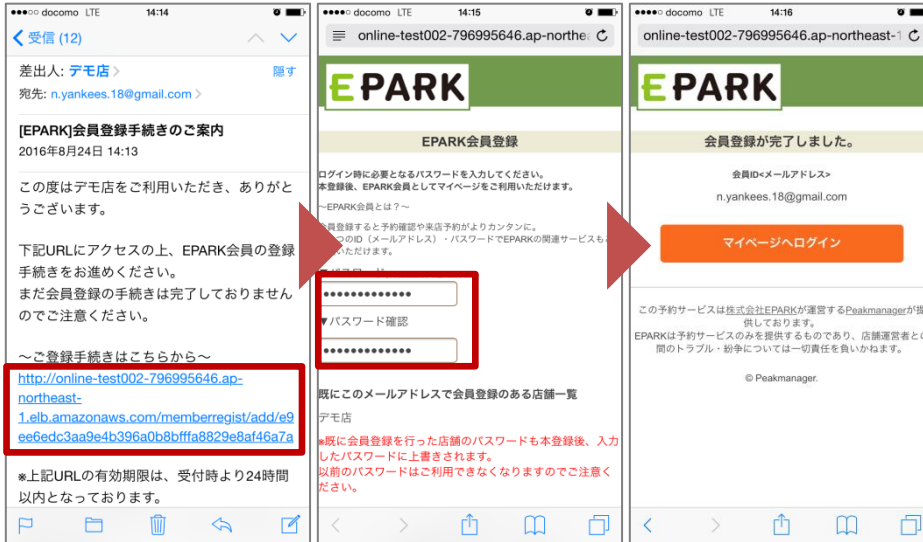 docomo LTE 14:14
受信 (12)
差出人: デモ店
隠す
宛先: n.yankees.18@gmail.com
[EPARK]会員登録手続きのご案内
2016年8月24日 14:13
この度はデモ店をご利用いただき、ありがと
うございます。
下記URLにアクセスの上、EPARK会員の登録
手続きをお進めください。
まだ会員登録の手続きは完了しておりません
のでご注意ください。
～ご登録手続きはこちらから～
http://online-test002-796995646.ap-
northeast-
1.elb.amazonaws.com/memberregist/add/e9
ee6edc3aa9e4b396a0b8bfffa8829e8af46a7a
※上記URLの有効期限は、受付時より24時間
以内となっております。
docomo LTE 14:15
online-test002-796995646.ap-northe
EPARK
EPARK会員登録
ログイン時に必要となるパスワードを入力してください。
本登録後、EPARK会員としてマイページをご利用いただけます。
～EPARK会員とは？～
会員登録すると予約確認や来店予約がよりカンタンに。
つのID（メールアドレス）・パスワードでEPARKの関連サービスも
いただけます。
▼パスワード
•••••••••••••
▼パスワード確認
•••••••••••••
既にこのメールアドレスで会員登録のある店舗一覧
デモ店
※既に会員登録を行った店舗のパスワードも本登録後、入力
したパスワードに上書きされます。
以前のパスワードはご利用できなくなりますのでご注意く
ださい。
docomo LTE 14:16
online-test002-796995646.ap-northeast-1
EPARK
会員登録が完了しました。
会員ID<メールアドレス>
n.yankees.18@gmail.com
マイページへログイン
この予約サービスは株式会社EPARKが運営するPeakmanagerが提
供しております。
EPARKは予約サービスのみを提供するものであり、店舗運営者との
間のトラブル・紛争については一切責任を負いかねます。
© Peakmanager.